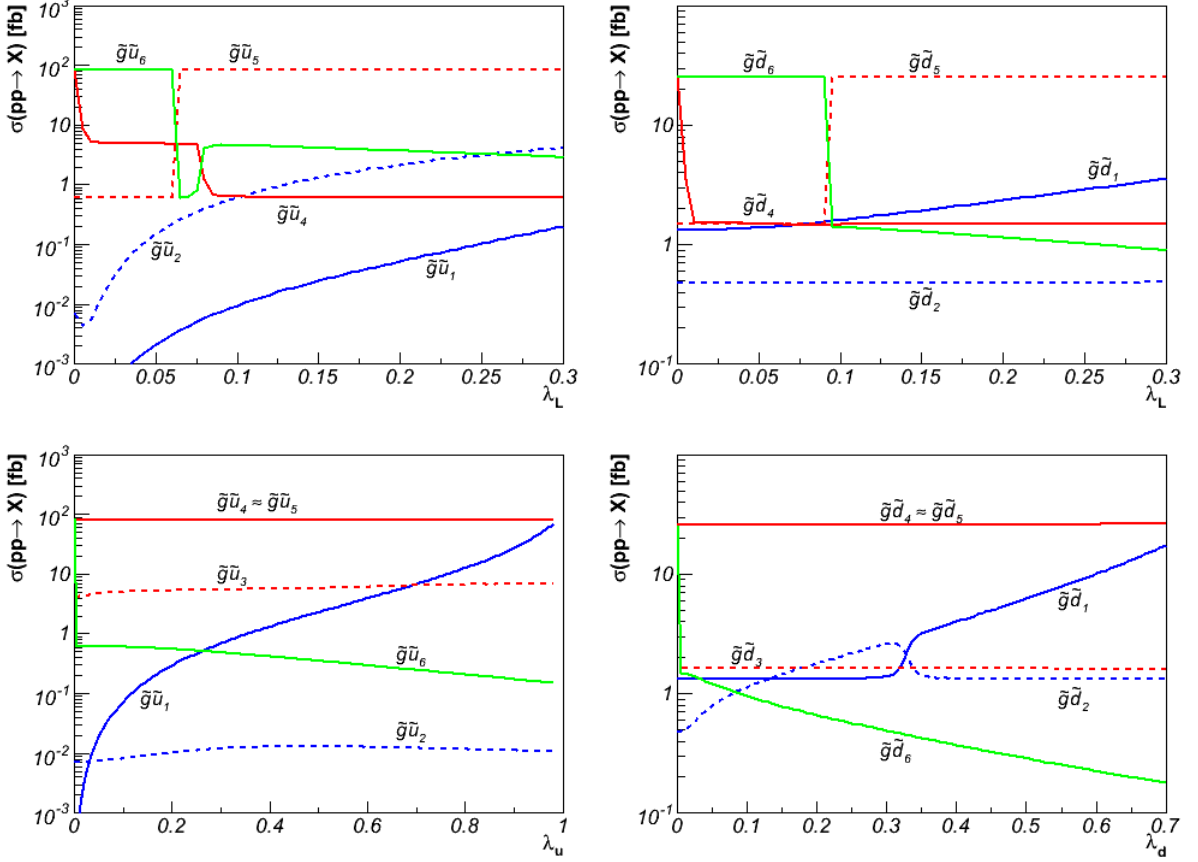 σ(pp→ X) [fb]
10³
10²
10
1
10⁻¹
10⁻²
10⁻³
g̃ũ₆
g̃ũ₅
g̃ũ₄
g̃ũ₂
g̃ũ₁
0 0.05 0.1 0.15 0.2 0.25 0.3
λ_L
σ(pp→ X) [fb]
10
1
10⁻¹
g̃d̃₆
g̃d̃₅
g̃d̃₁
g̃d̃₄
g̃d̃₂
0 0.05 0.1 0.15 0.2 0.25 0.3
λ_L
σ(pp→ X) [fb]
10³
10²
10
1
10⁻¹
10⁻²
10⁻³
g̃ũ₄ ≈ g̃ũ₅
g̃ũ₃
g̃ũ₆
g̃ũ₁
g̃ũ₂
0 0.2 0.4 0.6 0.8 1
λ_u
σ(pp→ X) [fb]
10
1
10⁻¹
g̃d̃₄ ≈ g̃d̃₅
g̃d̃₁
g̃d̃₃
g̃d̃₂
g̃d̃₆
0 0.1 0.2 0.3 0.4 0.5 0.6 0.7
λ_d